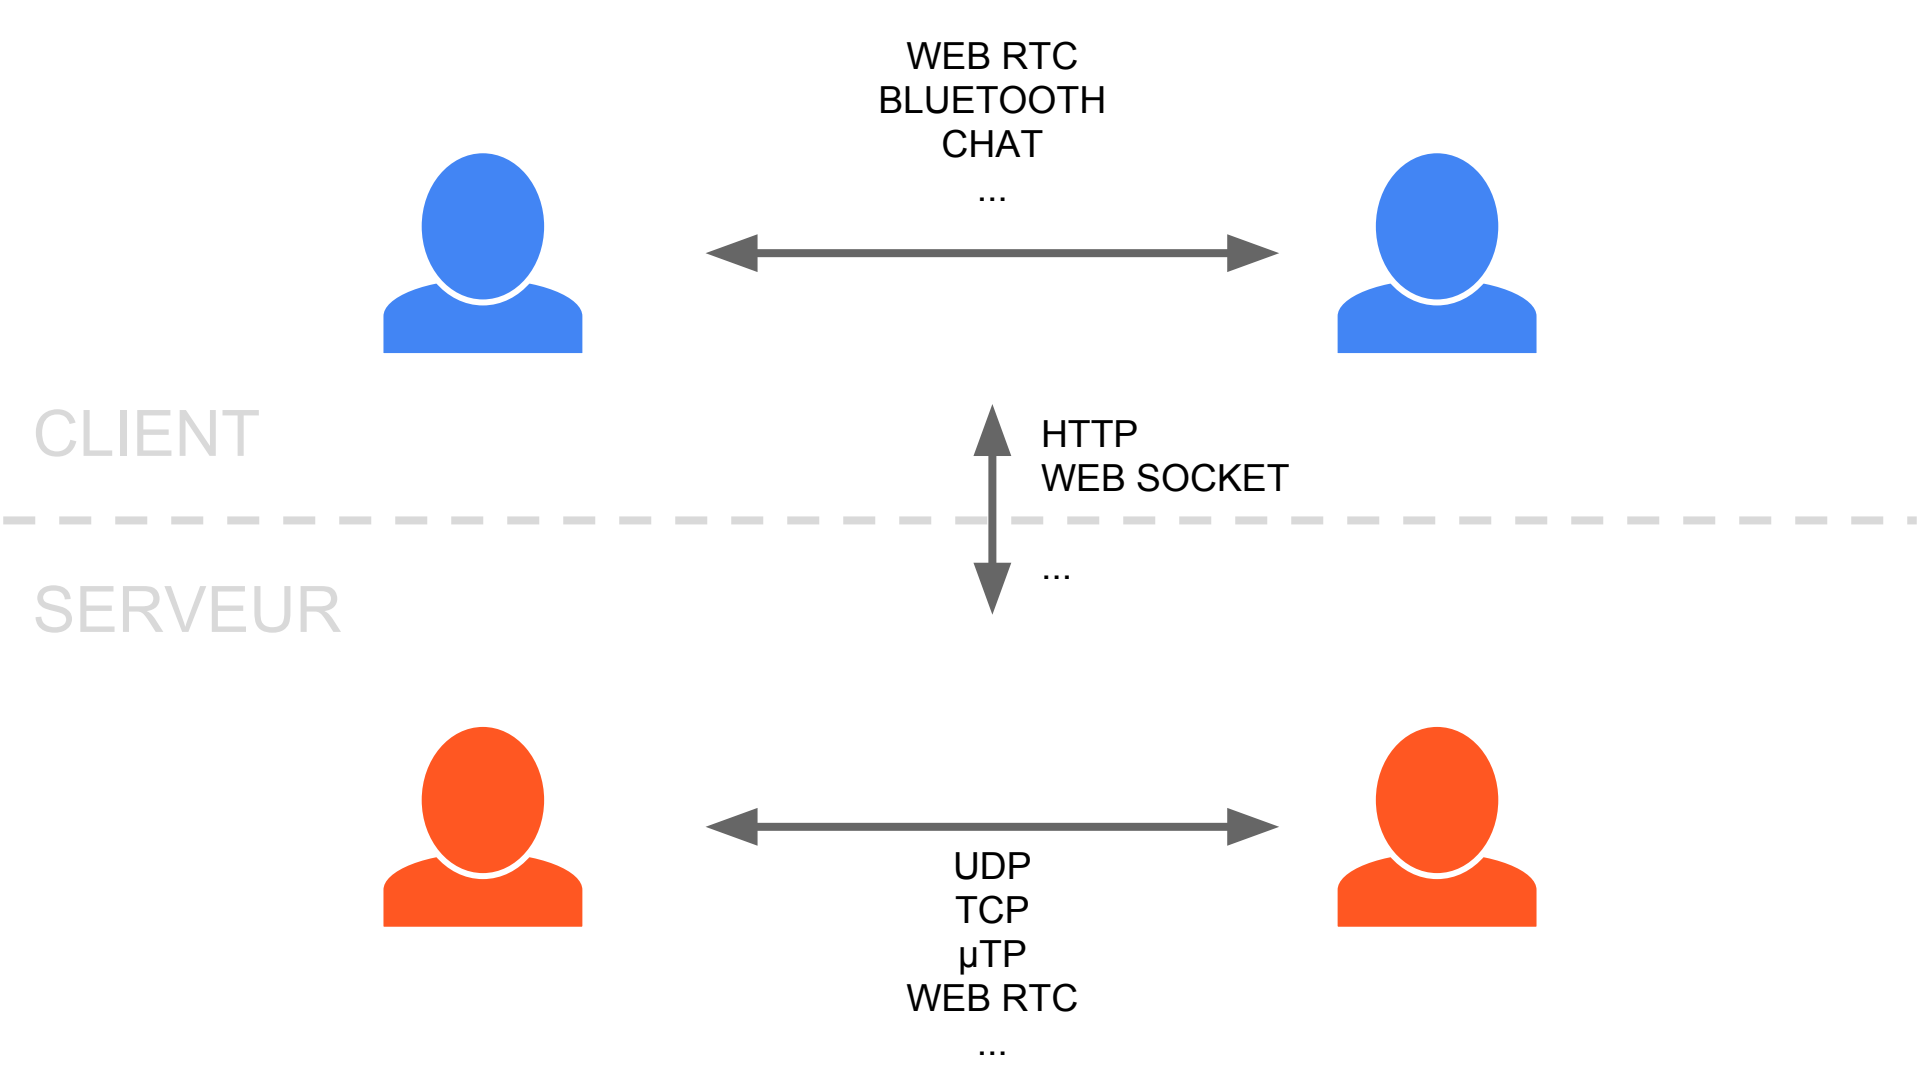 WEB RTC
BLUETOOTH
CHAT
...
CLIENT
HTTP
WEB SOCKET
...
SERVEUR
UDP
TCP
µTP
WEB RTC
...